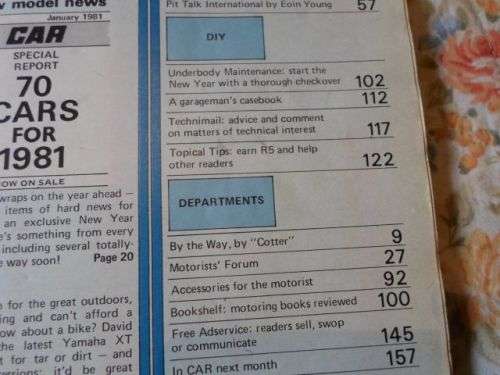 w model news
January 1981
CAR
SPECIAL
REPORT
70
CARS
FOR
1981
NOW ON SALE
wraps on the year ahead —
items of hard news for
an exclusive New Year
e's something from every
including several totally-
e way soon! Page 20
n for the great outdoors,
ing and can't afford a
ow about a bike? David
the latest Yamaha XT
t for tar or dirt — and
it'd be great
Pit Talk International by Eoin Young 57
DIY
Underbody Maintenance: start the
New Year with a thorough checkover 102
A garageman's casebook 112
Technimail: advice and comment
on matters of technical interest 117
Topical Tips: earn R5 and help
other readers 122
DEPARTMENTS
By the Way, by "Cotter" 9
Motorists' Forum 27
Accessories for the motorist 92
Bookshelf: motoring books reviewed 100
Free Adservice: readers sell, swop
or communicate 145
In CAR next month 157